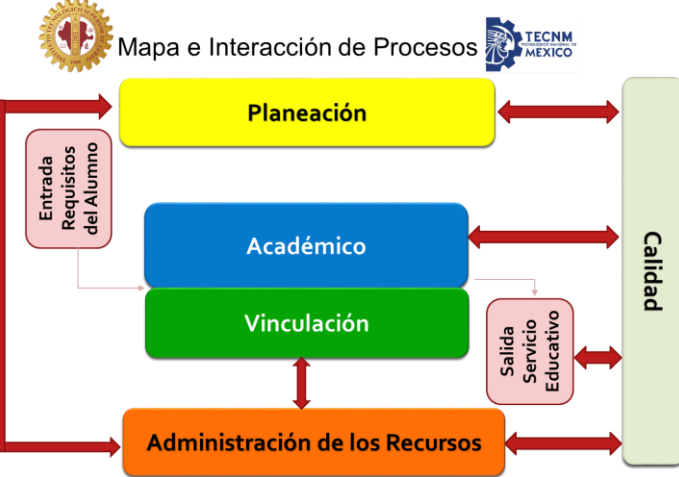 Mapa e Interacción de Procesos
TECNM
TECNOLÓGICO NACIONAL DE
MÉXICO
Planeación
Entrada
Requisitos
del Alumno
Académico
Vinculación
Calidad
Salida
Servicio
Educativo
Administración de los Recursos